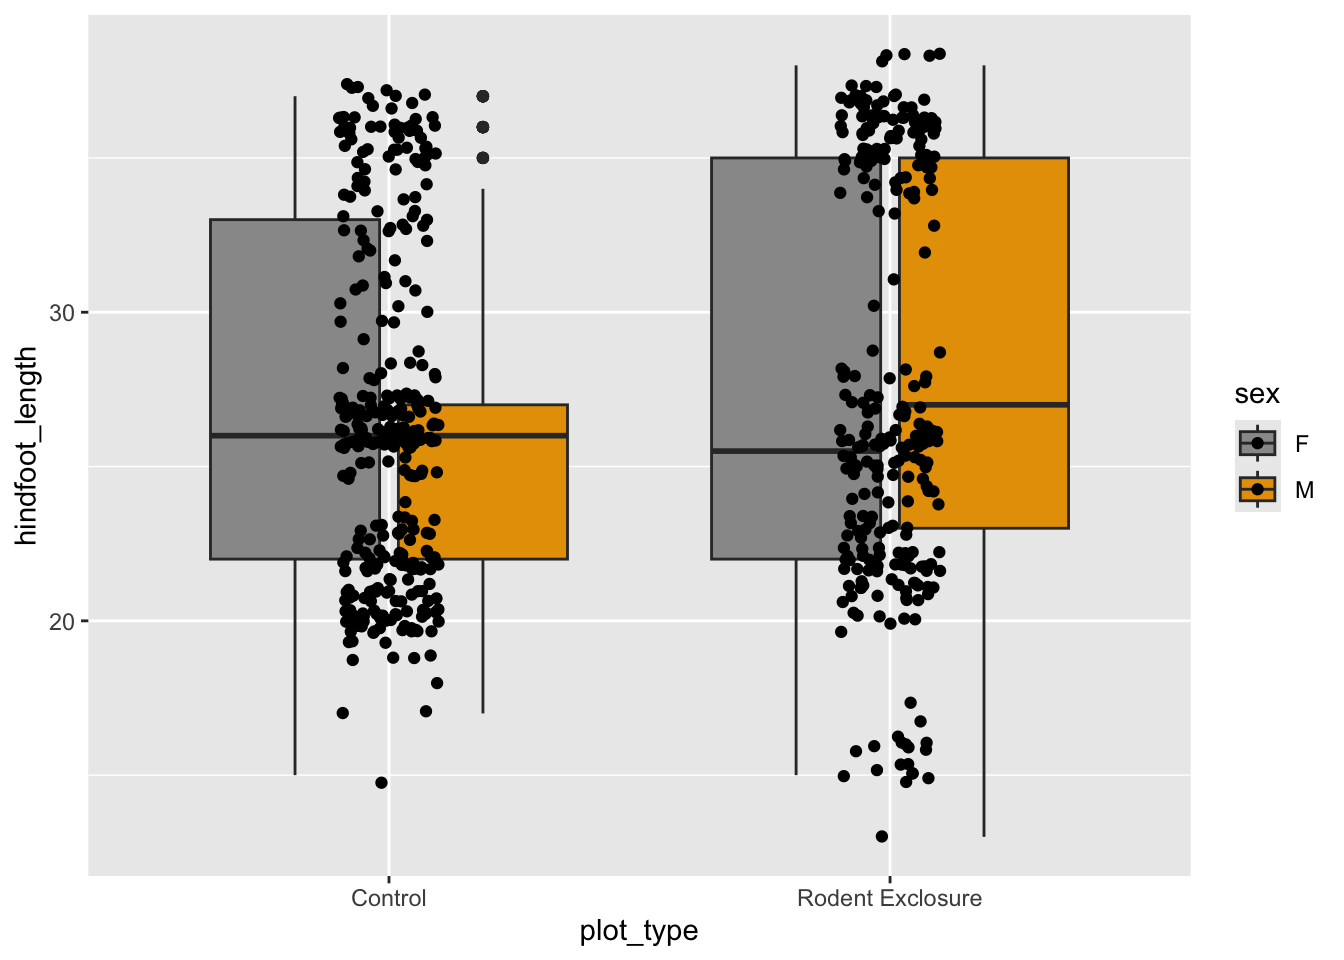 hindfoot_length
30
20
Control
Rodent Exclosure
plot_type
sex
F
M